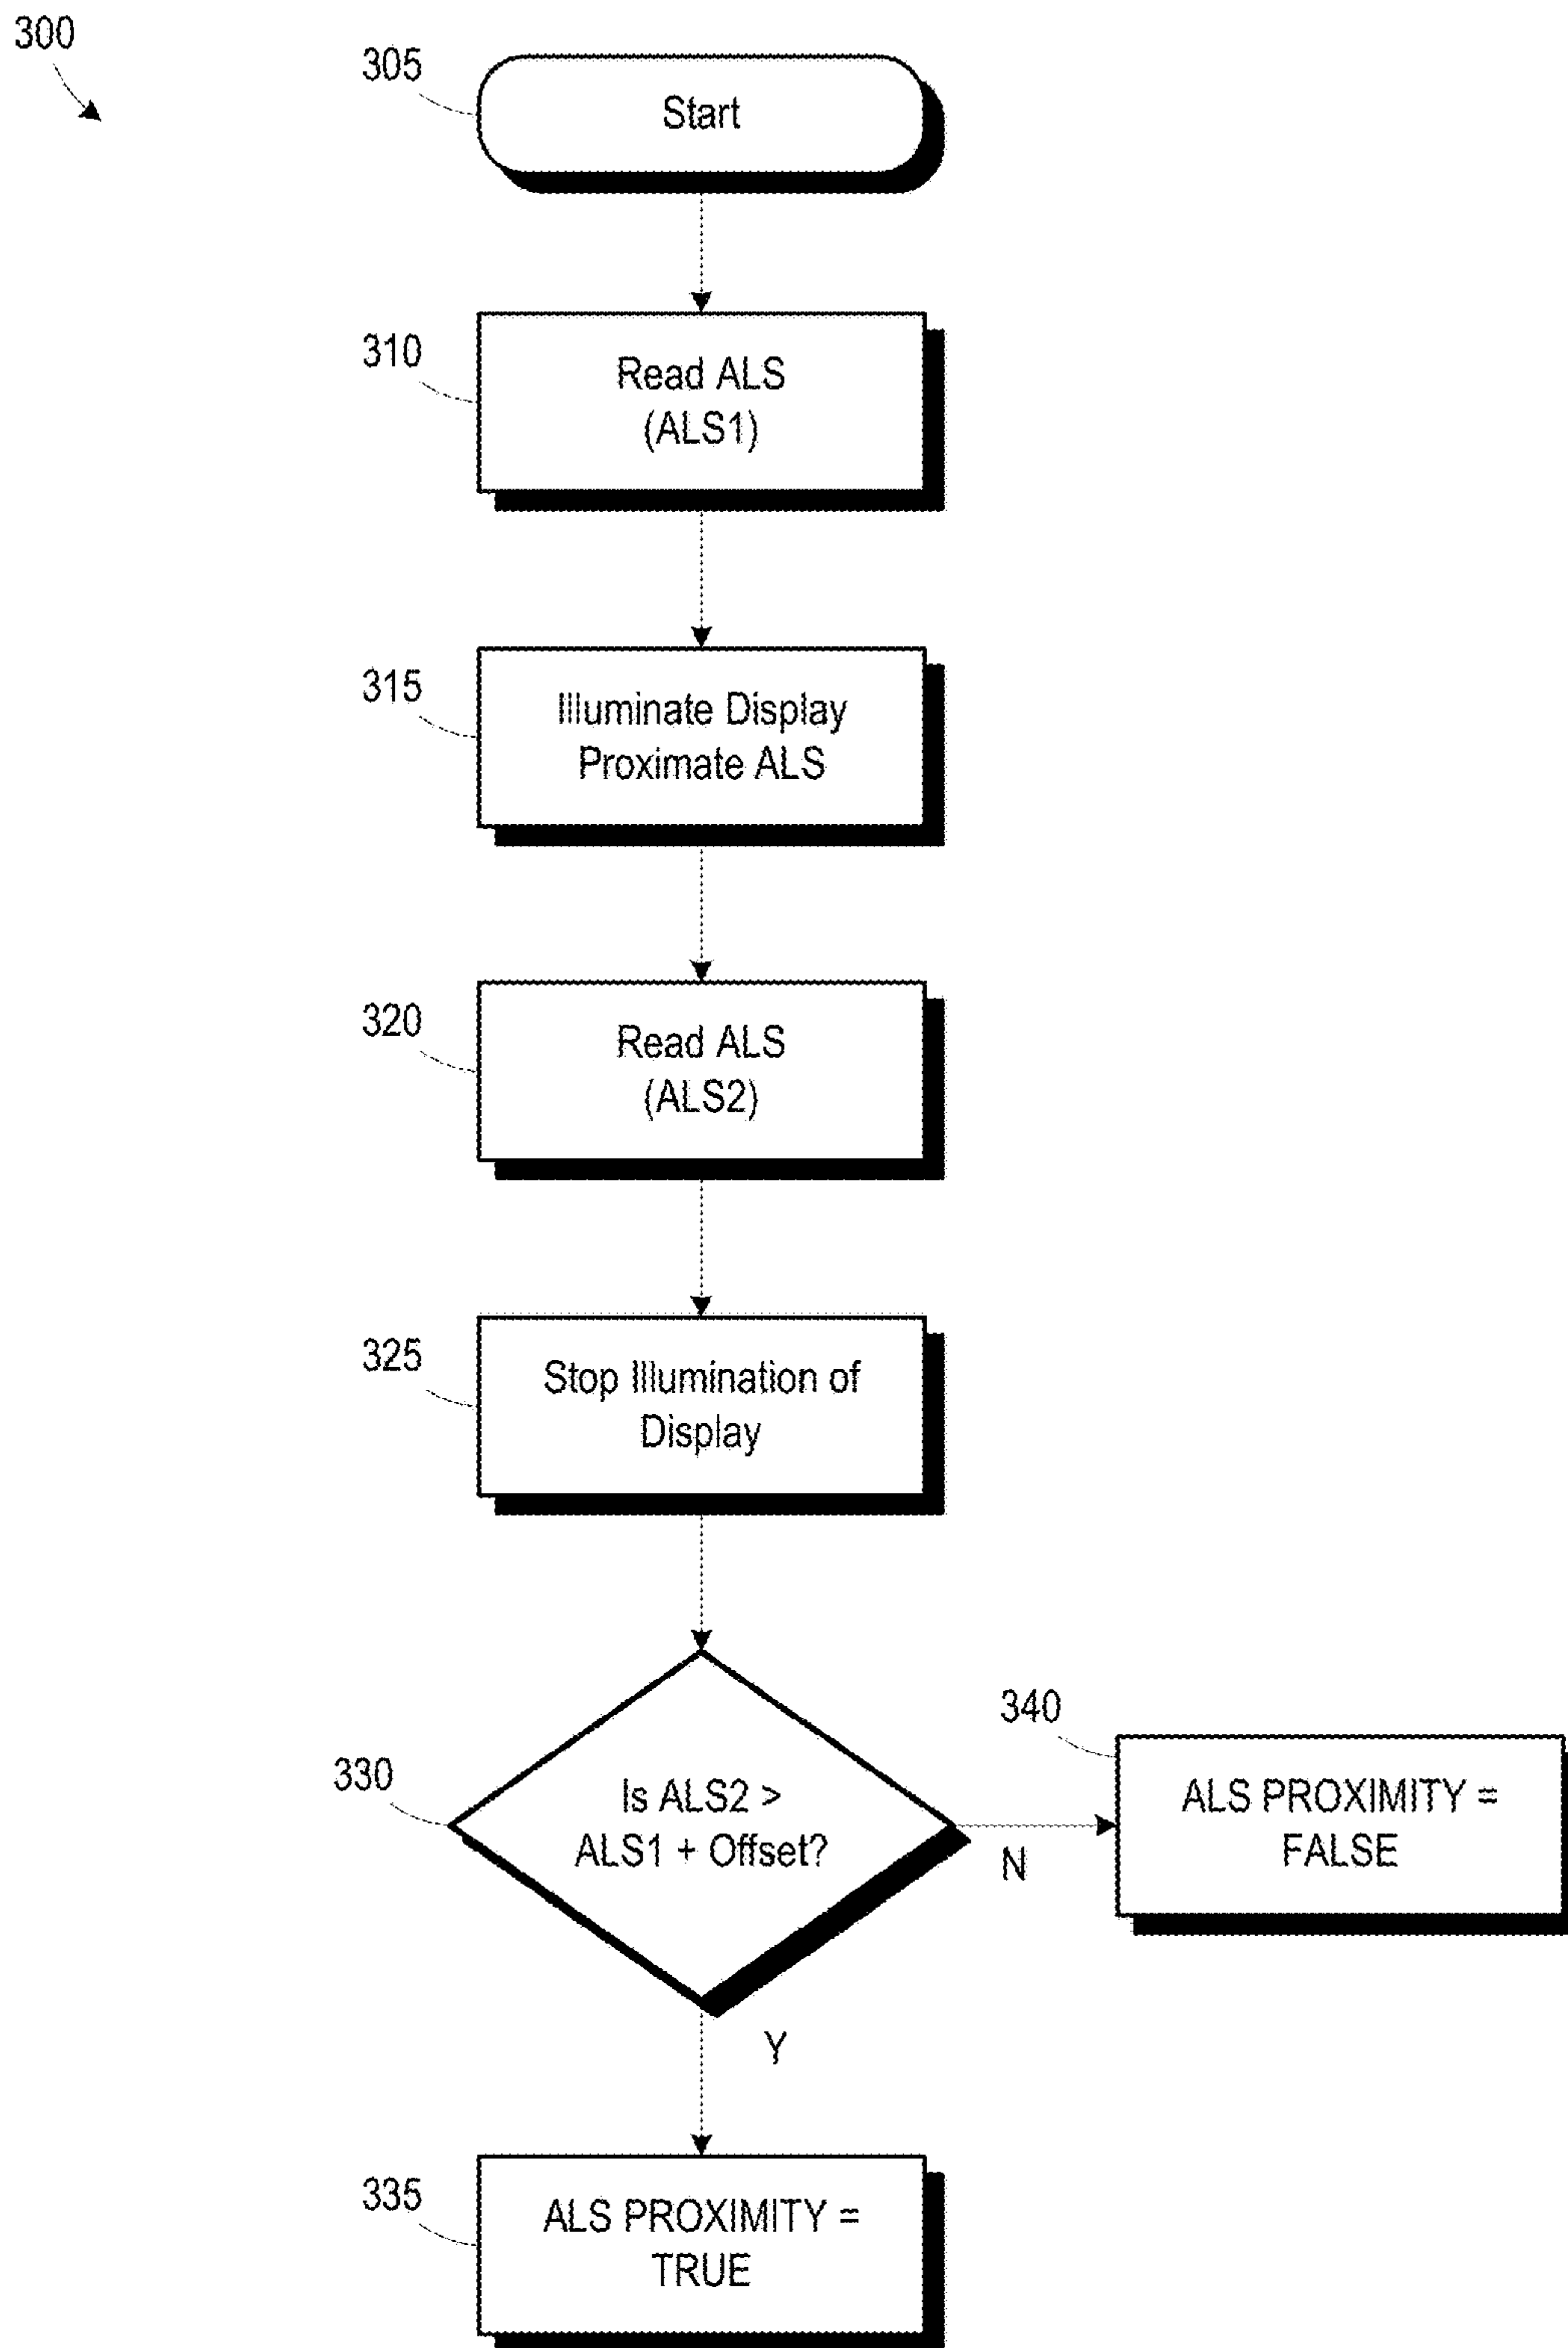 300
305
Start
310
Read ALS
(ALS1)
315
Illuminate Display
Proximate ALS
320
Read ALS
(ALS2)
325
Stop Illumination of
Display
330
Is ALS2 >
ALS1 + Offset?
N
340
ALS PROXIMITY =
FALSE
Y
335
ALS PROXIMITY =
TRUE